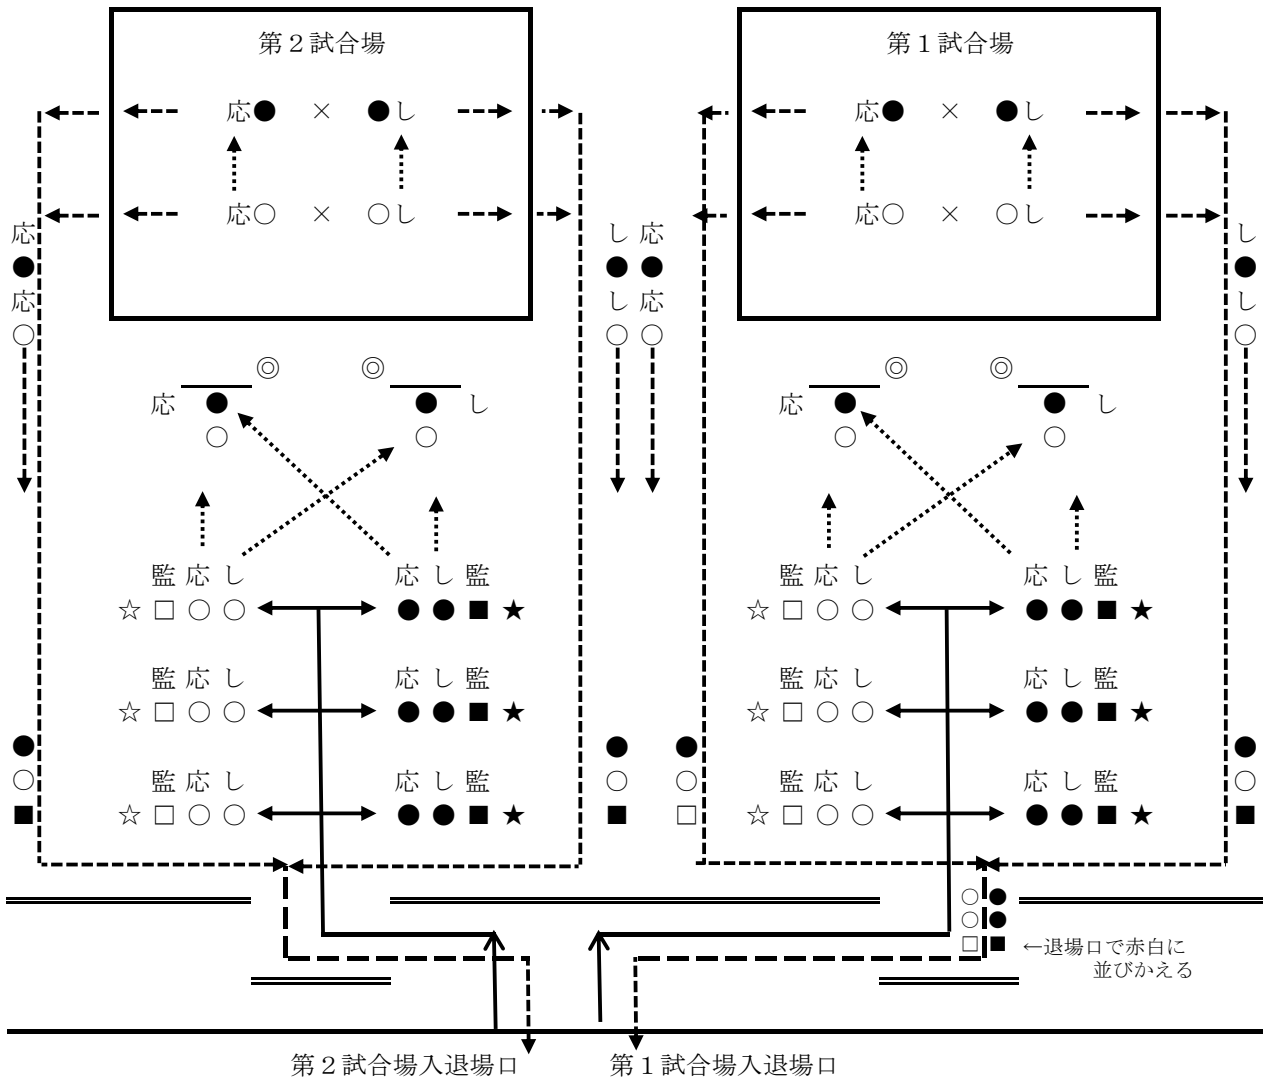 第２試合場
第１試合場
応● × ●し
応● × ●し
応○ × ○し
応○ × ○し
応
●
応
○
し 応
● ●
し 応
○ ○
し
●
し
○
◎ ◎
◎ ◎
応 ● ● し
○ ○
応 ● ● し
○ ○
監 応 し 応 し 監
☆ □ ○ ○ ● ● ■ ★
監 応 し 応 し 監
☆ □ ○ ○ ● ● ■ ★
監 応 し 応 し 監
☆ □ ○ ○ ● ● ■ ★
監 応 し 応 し 監
☆ □ ○ ○ ● ● ■ ★
監 応 し 応 し 監
☆ □ ○ ○ ● ● ■ ★
監 応 し 応 し 監
☆ □ ○ ○ ● ● ■ ★
●
○
■
● ●
○ ○
■ □
●
○
■
○ ●
○ ●
□ ■
←退場口で赤白に
並びかえる
第２試合場入退場口
第１試合場入退場口